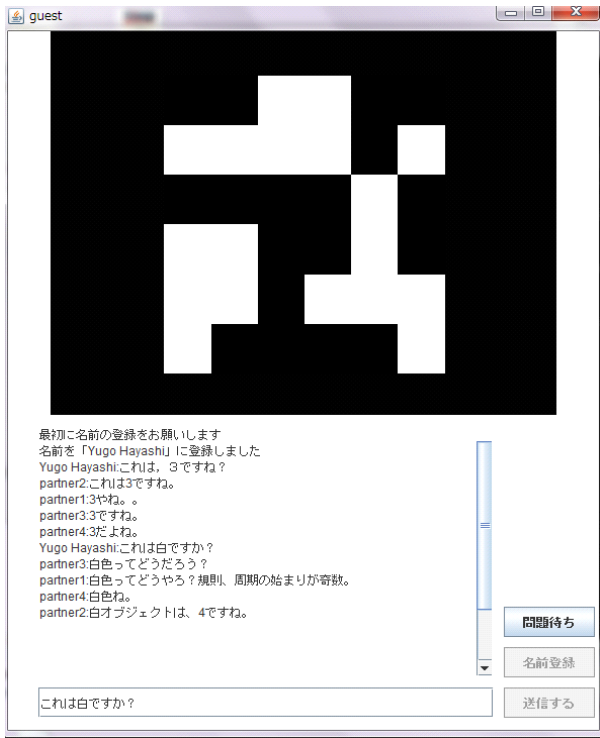 guest
最初に名前の登録をお願いします
名前を「Yugo Hayashi」に登録しました
Yugo Hayashi:これは，３ですね？
partner2:これは3ですね。
partner1:3やね。。
partner3:3ですね。
partner4:3だよね。
Yugo Hayashi:これは白ですか？
partner3:白色ってどうだろう？
partner1:白色ってどうやろ？規則、周期の始まりが奇数。
partner4:白色ね。
partner2:白オブジェクトは、4ですね。
問題待ち
名前登録
これは白ですか？
送信する